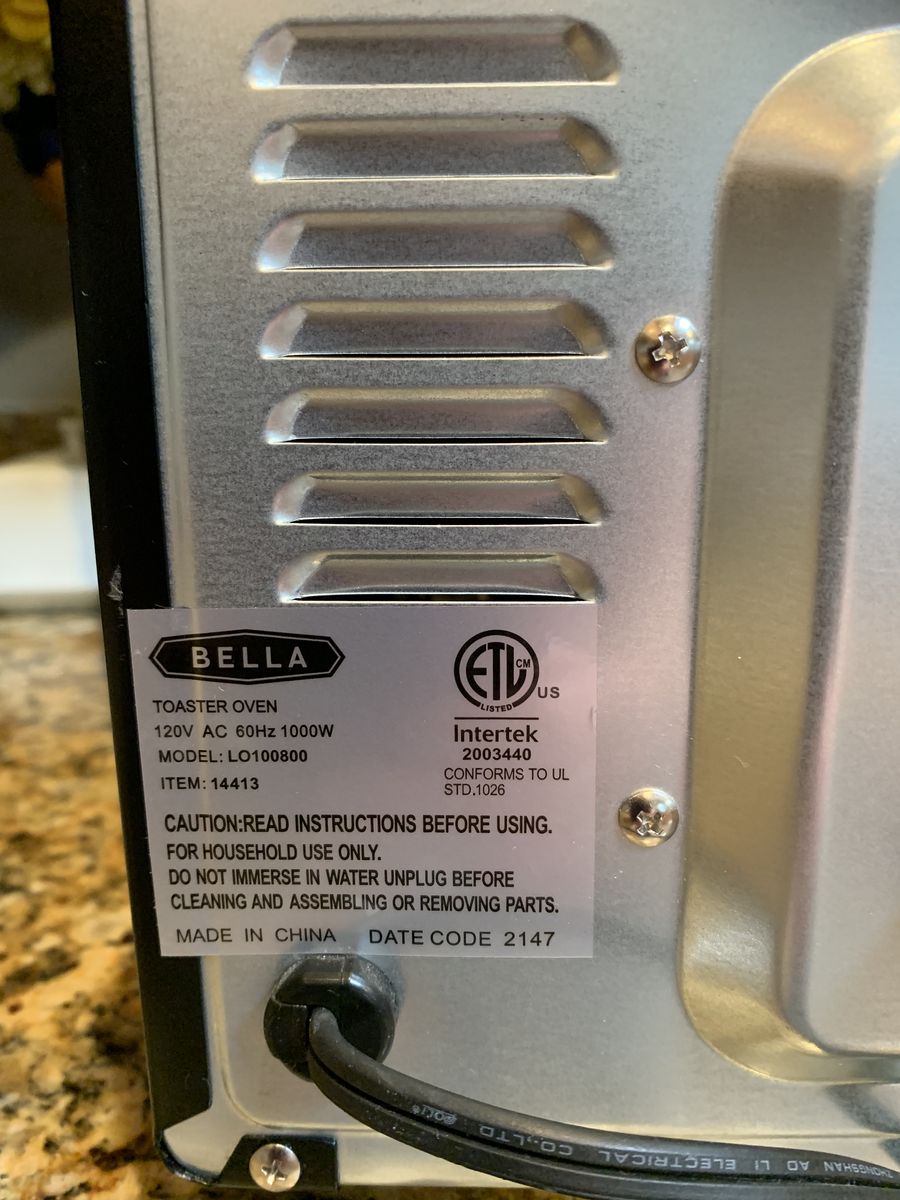 BELLA
TOASTER OVEN
120V AC 60Hz 1000W
MODEL: LO100800
ITEM: 14413
ETL CM
LISTED
US
Intertek
2003440
CONFORMS TO UL
STD.1026
CAUTION:READ INSTRUCTIONS BEFORE USING.
FOR HOUSEHOLD USE ONLY.
DO NOT IMMERSE IN WATER UNPLUG BEFORE
CLEANING AND ASSEMBLING OR REMOVING PARTS.
MADE IN CHINA DATE CODE 2147
ZHONGSHAN AO LI ELECTRICAL CO.,LTD